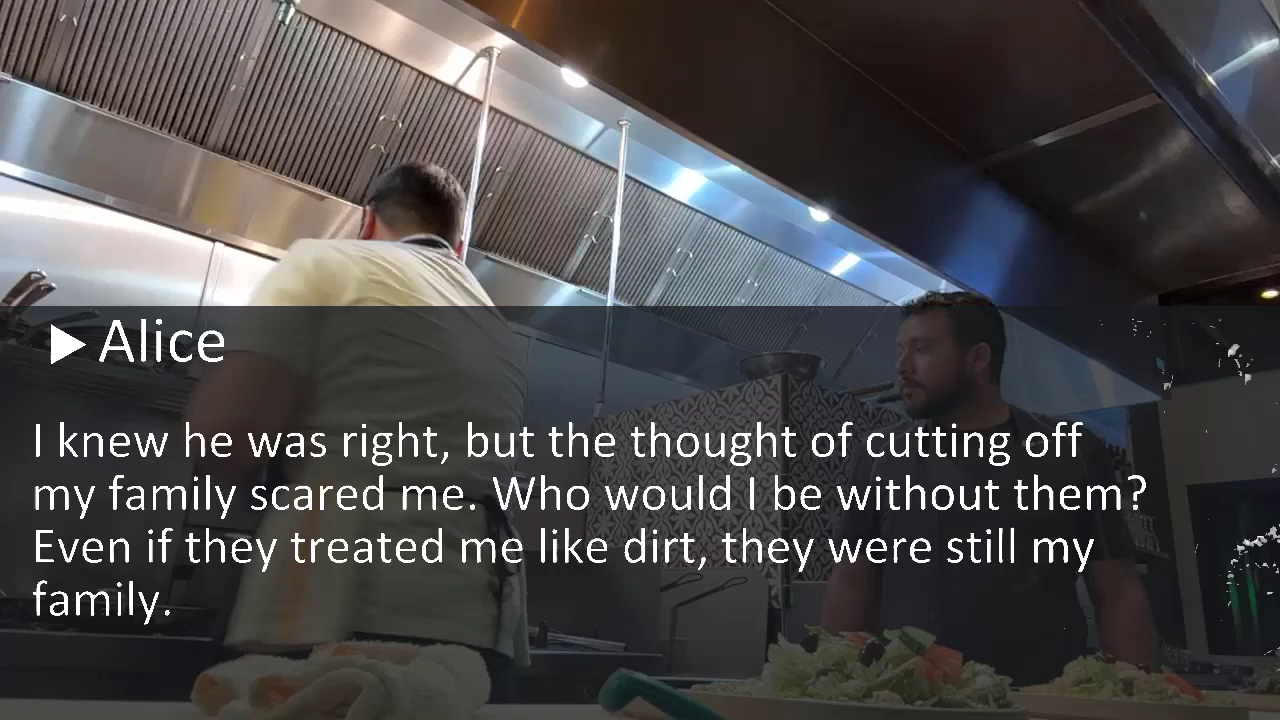 ▶ Alice
I knew he was right, but the thought of cutting off
my family scared me. Who would I be without them?
Even if they treated me like dirt, they were still my
family.